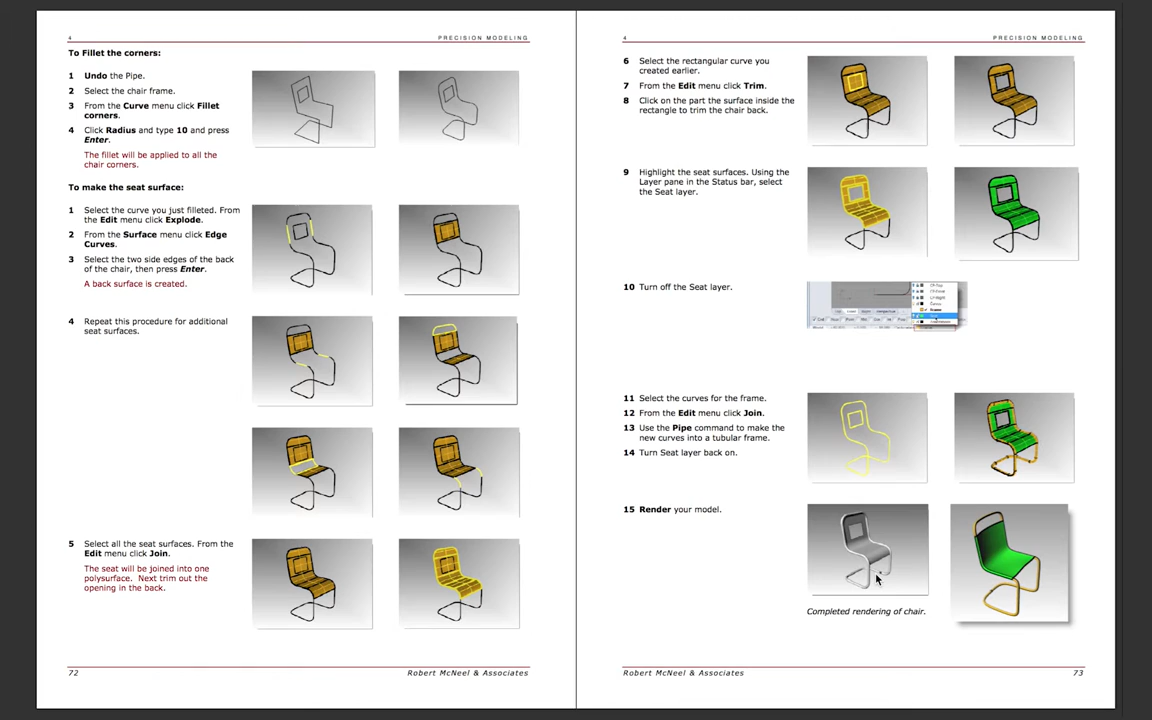 4
PRECISION MODELING
To Fillet the corners:
1 Undo the Pipe.
2 Select the chair frame.
3 From the Curve menu click Fillet
corners.
4 Click Radius and type 10 and press
Enter.
The fillet will be applied to all the
chair corners.
To make the seat surface:
1 Select the curve you just filleted. From
the Edit menu click Explode.
2 From the Surface menu click Edge
Curves.
3 Select the two side edges of the back
of the chair, then press Enter.
A back surface is created.
4 Repeat this procedure for additional
seat surfaces.
5 Select all the seat surfaces. From the
Edit menu click Join.
The seat will be joined into one
polysurface. Next trim out the
opening in the back.
72
Robert McNeel & Associates
4
PRECISION MODELING
6 Select the rectangular curve you
created earlier.
7 From the Edit menu click Trim.
8 Click on the part the surface inside the
rectangle to trim the chair back.
9 Highlight the seat surfaces. Using the
Layer pane in the Status bar, select
the Seat layer.
10 Turn off the Seat layer.
11 Select the curves for the frame.
12 From the Edit menu click Join.
13 Use the Pipe command to make the
new curves into a tubular frame.
14 Turn Seat layer back on.
15 Render your model.
Completed rendering of chair.
Robert McNeel & Associates
73